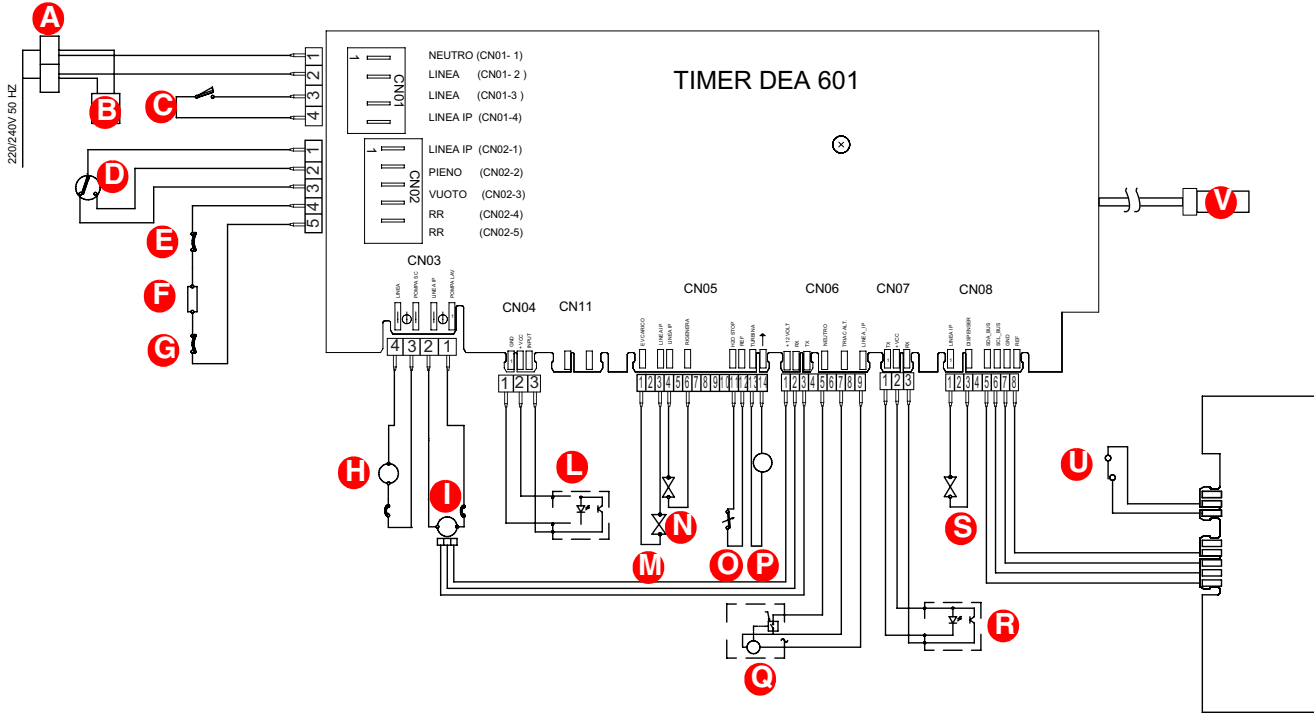 A
TIMER DEA 601
220/240V 50 HZ
B
C
1
2
3
4
1
CN01
NEUTRO (CN01- 1)
LINEA (CN01- 2 )
LINEA (CN01-3 )
LINEA IP (CN01-4)
D
1
2
3
4
5
1
CN02
LINEA IP (CN02-1)
PIENO (CN02-2)
VUOTO (CN02-3)
RR (CN02-4)
RR (CN02-5)
V
E
F
G
CN03
LINEA
POMPA SC
LINEA IP
POMPA LAV
4 3 2 1
CN04
GND
+VCC
INPUT
1 2 3
CN11
CN05
EV.CARICO
LINEA IP
LINEA IP
RIGENERA
H2O STOP
REF
TURBINA
1 2 3 4 5 6 7 8 9 10 11 12 13 14
CN06
+12 VOLT
RX
TX
NEUTRO
TRIAC ALT.
LINEA_IP
1 2 3 4 5 6 7 8 9
CN07
TX
+VCC
RX
1 2 3
CN08
LINEA IP
DISPENSER
SDA_BUS
SCL_BUS
GND
REF
1 2 3 4 5 6 7 8
H
I
L
M
N
O
P
Q
R
S
U